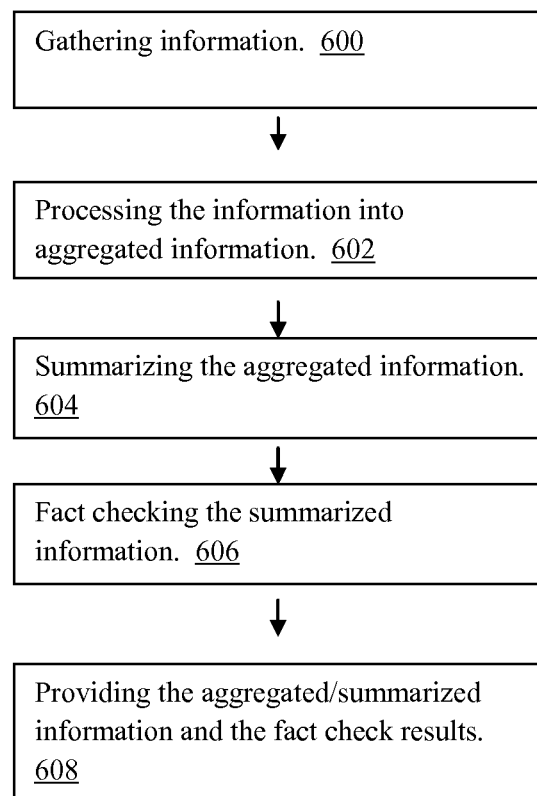 Gathering information. 600
Processing the information into
aggregated information. 602
Summarizing the aggregated information.
604
Fact checking the summarized
information. 606
Providing the aggregated/summarized
information and the fact check results.
608